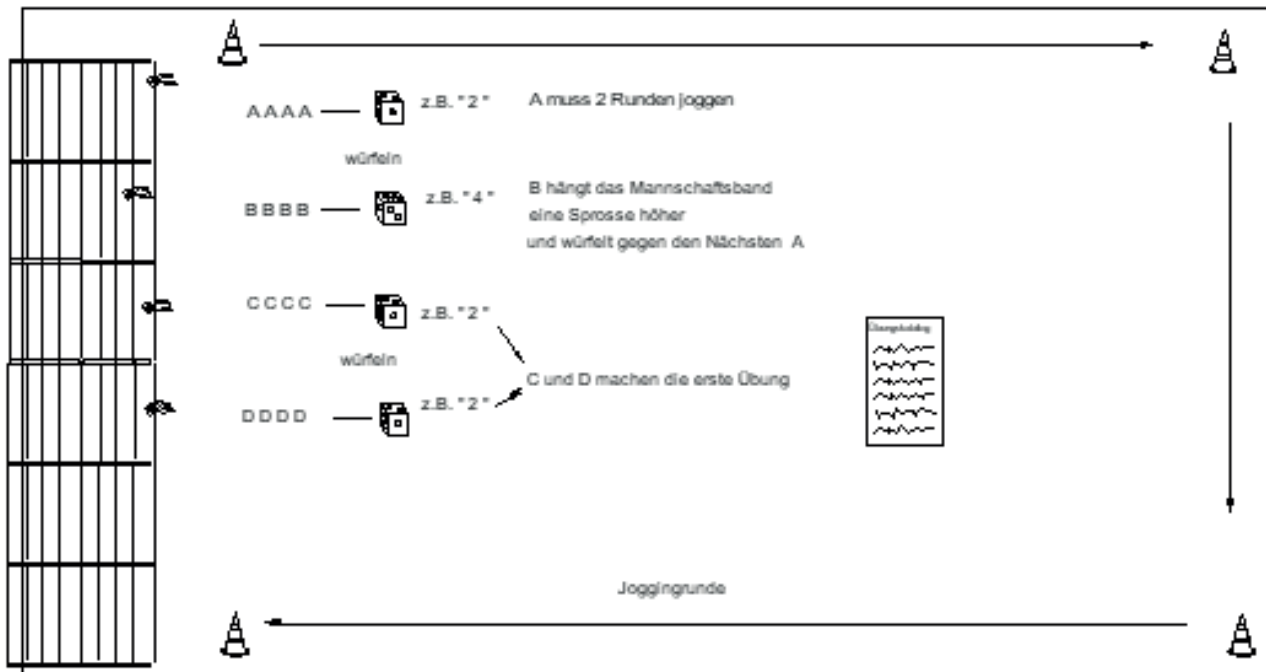 A A A A
z.B. "2"
A muss 2 Runden joggen
würfeln
B B B B
z.B. "4"
B hängt das Mannschaftsband
eine Sprosse höher
und würfelt gegen den Nächsten A
C C C C
z.B. "2"
würfeln
C und D machen die erste Übung
D D D D
z.B. "2"
Übungskatalog
Joggingrunde